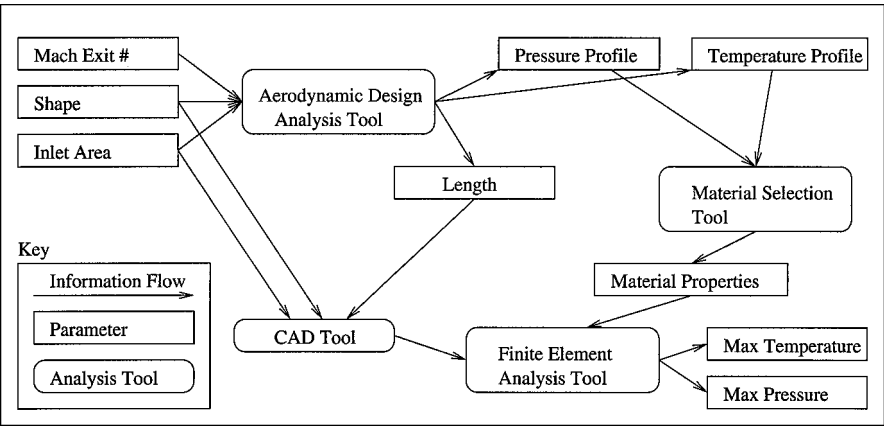 Mach Exit #
Shape
Inlet Area
Aerodynamic Design
Analysis Tool
Pressure Profile
Temperature Profile
Length
Material Selection
Tool
Material Properties
CAD Tool
Finite Element
Analysis Tool
Max Temperature
Max Pressure
Key
Information Flow
Parameter
Analysis Tool